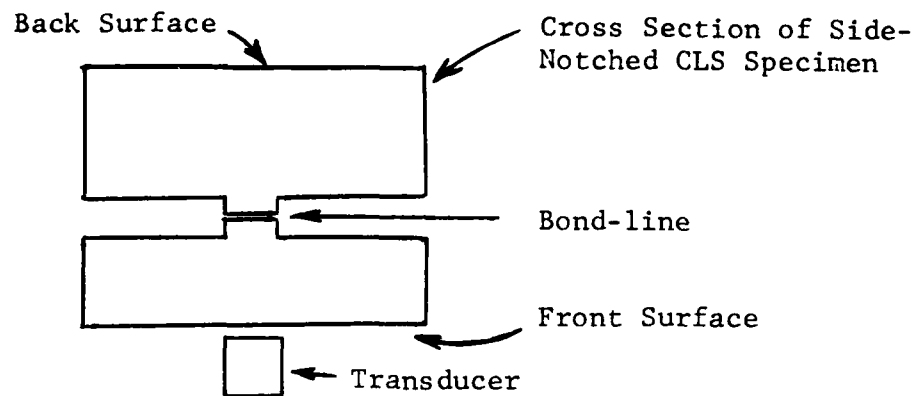 Back Surface
Cross Section of Side-
Notched CLS Specimen
Bond-line
Front Surface
Transducer